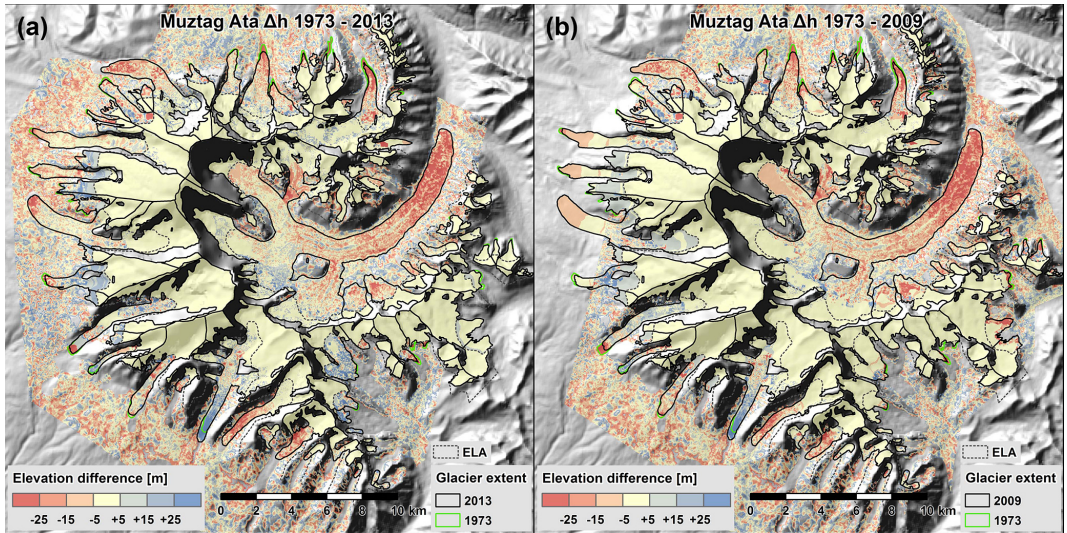 (a)
Muztag Ata Δh 1973 - 2013
ELA
Elevation difference [m]
-25 -15 -5 +5 +15 +25
0 2 4 6 8 10 km
Glacier extent
2013
1973
(b)
Muztag Ata Δh 1973 - 2009
ELA
Elevation difference [m]
-25 -15 -5 +5 +15 +25
0 2 4 6 8 10 km
Glacier extent
2009
1973